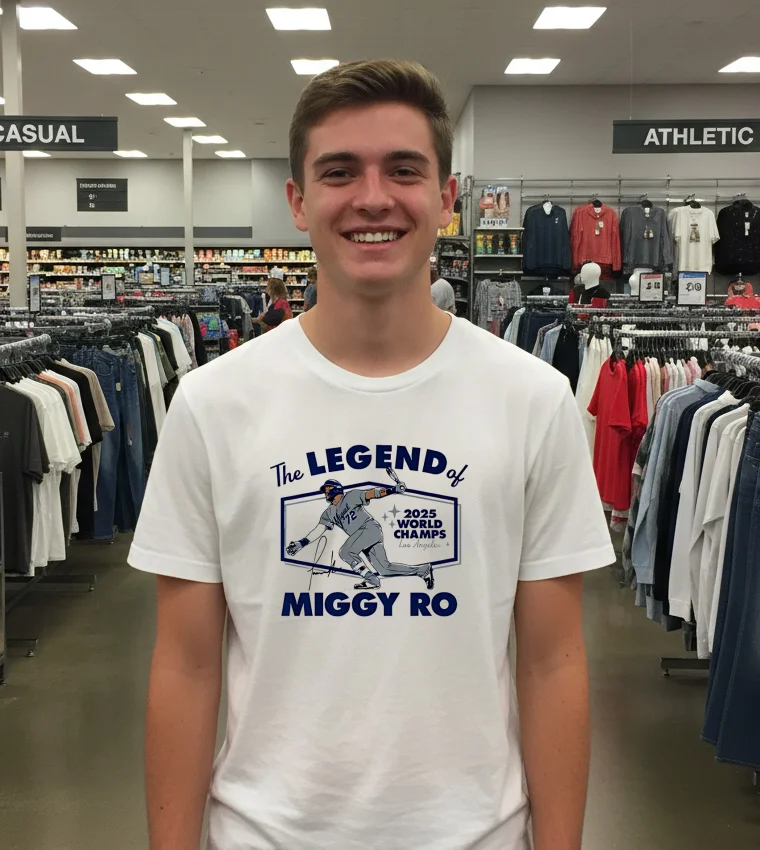 CASUAL
ATHLETIC
The LEGEND of
72
2025
WORLD
CHAMPS
Los Angeles
MIGGY RO